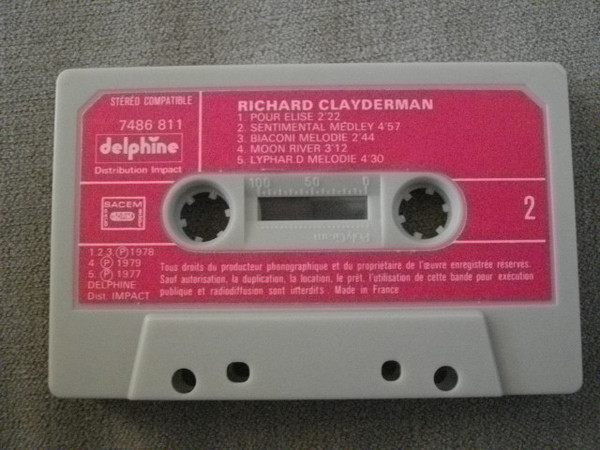 STÉRÉO COMPATIBLE
7486 811
delphine
Distribution Impact
RICHARD CLAYDERMAN
1. POUR ELISE 2'22
2. SENTIMENTAL MEDLEY 4'57
3. BIACONI MELODIE 2'44
4. MOON RIVER 3'12
5. LYPHAR.D MELODIE 4'30
100 50 0
SACEM
2
1 2 3 Ⓟ 1978
4. Ⓟ 1979
5. Ⓟ 1977
DELPHINE
Dist. IMPACT
Tous droits du producteur phonographique et du propriétaire de l'œuvre enregistrée réservés.
Sauf autorisation, la duplication, la location, le prêt, l'utilisation de cette bande pour exécution
publique et radiodiffusion sont interdits. Made in France